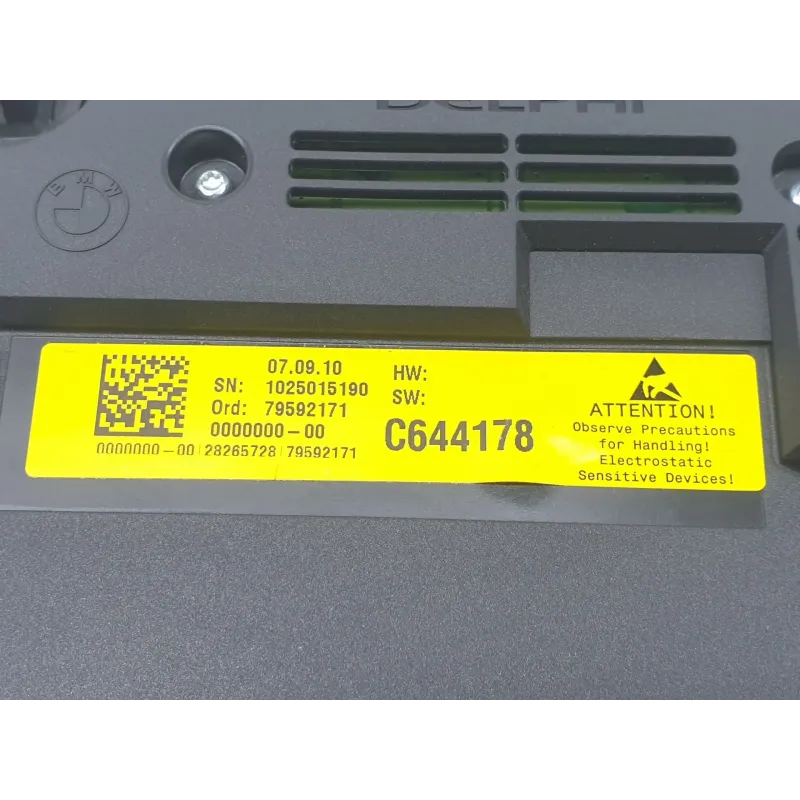 DELPHI
BMW
07.09.10
SN: 1025015190
Ord: 79592171
0000000-00
0000000-00|28265728|79592171
HW:
SW:
C644178
ATTENTION!
Observe Precautions
for Handling!
Electrostatic
Sensitive Devices!